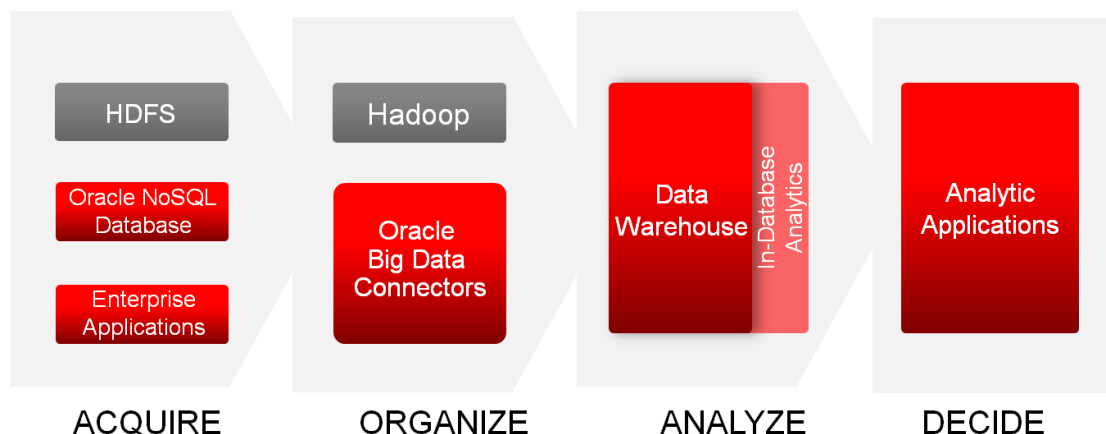 HDFS
Oracle NoSQL
Database
Enterprise
Applications
ACQUIRE
Hadoop
Oracle
Big Data
Connectors
ORGANIZE
Data
Warehouse
In-Database
Analytics
ANALYZE
Analytic
Applications
DECIDE